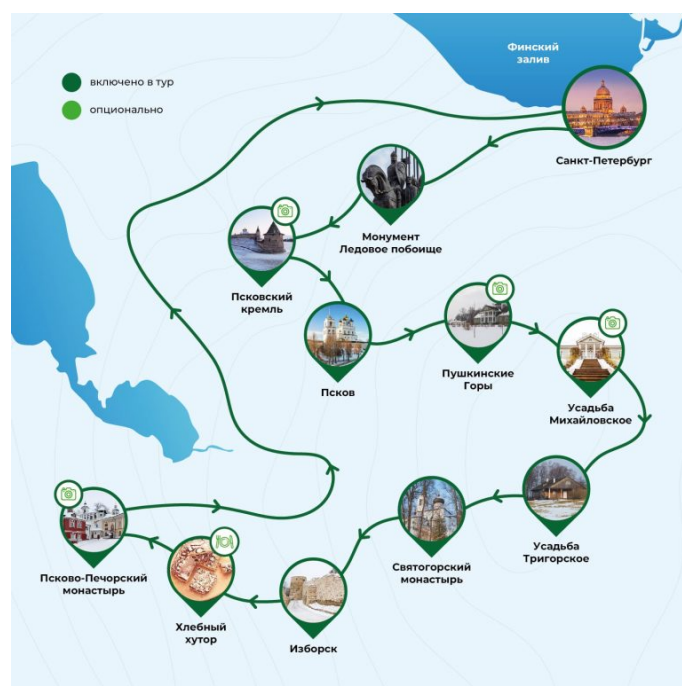 Финский
залив
включено в тур
опционально
Санкт-Петербург
Монумент
Ледовое побоище
Псковский
кремль
Псков
Пушкинские
Горы
Усадьба
Михайловское
Усадьба
Тригорское
Святогорский
монастырь
Изборск
Хлебный
хутор
Псково-Печорский
монастырь